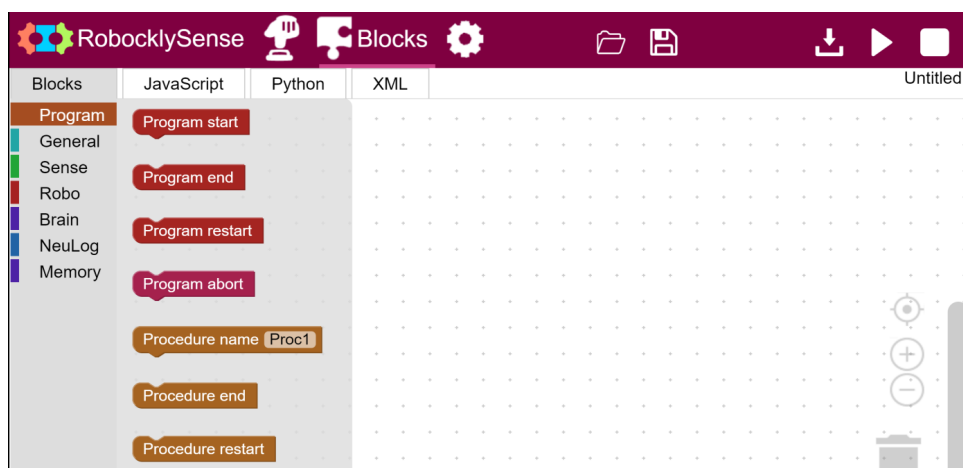 RobocklySense Blocks
Blocks JavaScript Python XML Untitled
Program
General
Sense
Robo
Brain
NeuLog
Memory
Program start
Program end
Program restart
Program abort
Procedure name Proc1
Procedure end
Procedure restart